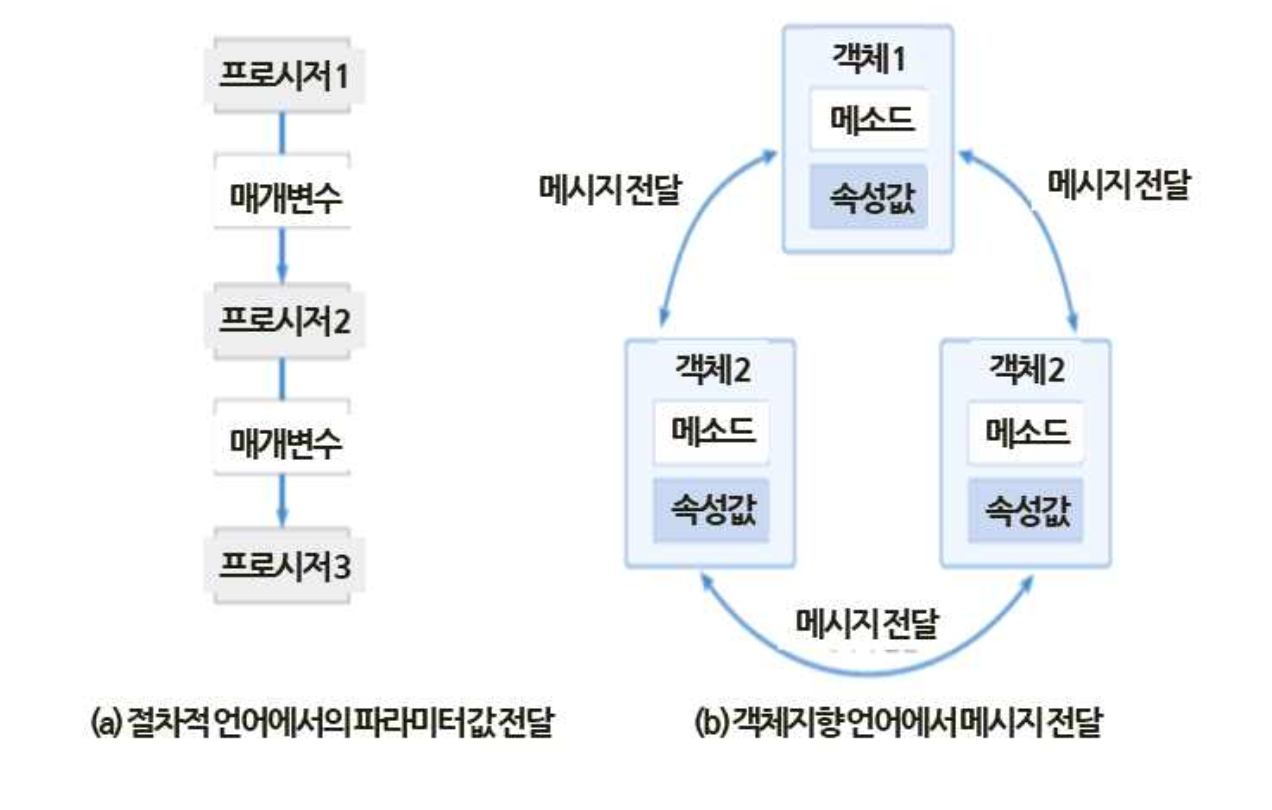 프로시저 1
매개변수
프로시저 2
매개변수
프로시저 3
(a) 절차적 언어에서의 파라미터 값 전달
객체 1
메소드
속성값
메시지 전달
메시지 전달
객체 2
메소드
속성값
객체 2
메소드
속성값
메시지 전달
(b) 객체지향 언어에서 메시지 전달